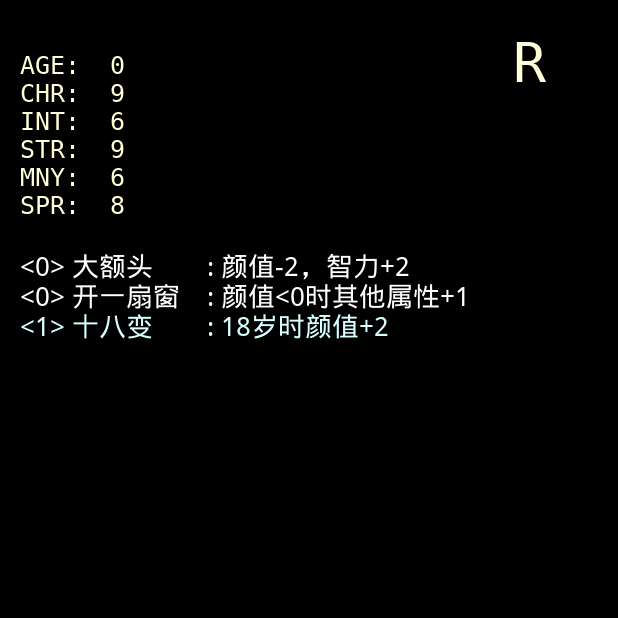 R
AGE: 0
CHR: 9
INT: 6
STR: 9
MNY: 6
SPR: 8
<0> 大额头 : 颜值-2，智力+2
<0> 开一扇窗 : 颜值<0时其他属性+1
<1> 十八变 : 18岁时颜值+2